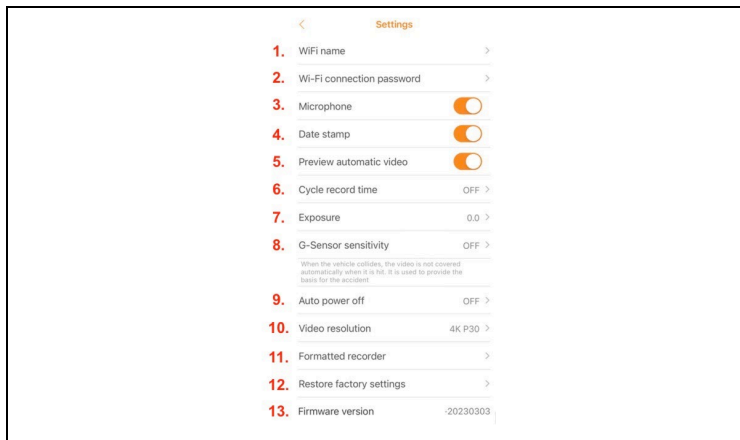 < Settings
1. WiFi name >
2. Wi-Fi connection password >
3. Microphone
4. Date stamp
5. Preview automatic video
6. Cycle record time OFF >
7. Exposure 0.0 >
8. G-Sensor sensitivity OFF >
When the vehicle collides, the video is not covered
automatically when it is hit. It is used to provide the
basis for the accident
9. Auto power off OFF >
10. Video resolution 4K P30 >
11. Formatted recorder >
12. Restore factory settings >
13. Firmware version -20230303